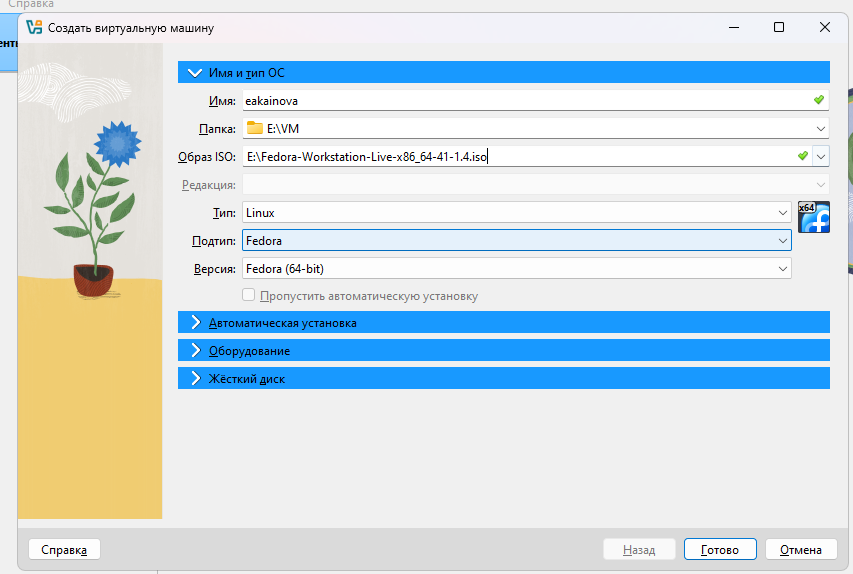 Справка
Создать виртуальную машину
Имя и тип ОС
Имя: eakainova
Папка: E:\VM
Образ ISO: E:\Fedora-Workstation-Live-x86_64-41-1.4.iso
Редакция:
Тип: Linux
x64
Подтип: Fedora
Версия: Fedora (64-bit)
Пропустить автоматическую установку
Автоматическая установка
Оборудование
Жёсткий диск
Справка
Назад
Готово
Отмена